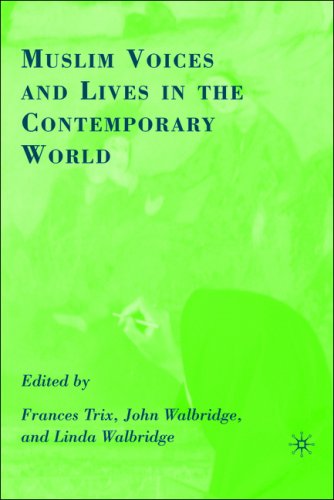 MUSLIM VOICES
AND LIVES IN THE
CONTEMPORARY
WORLD
Edited by
Frances Trix, John Walbridge,
and Linda Walbridge